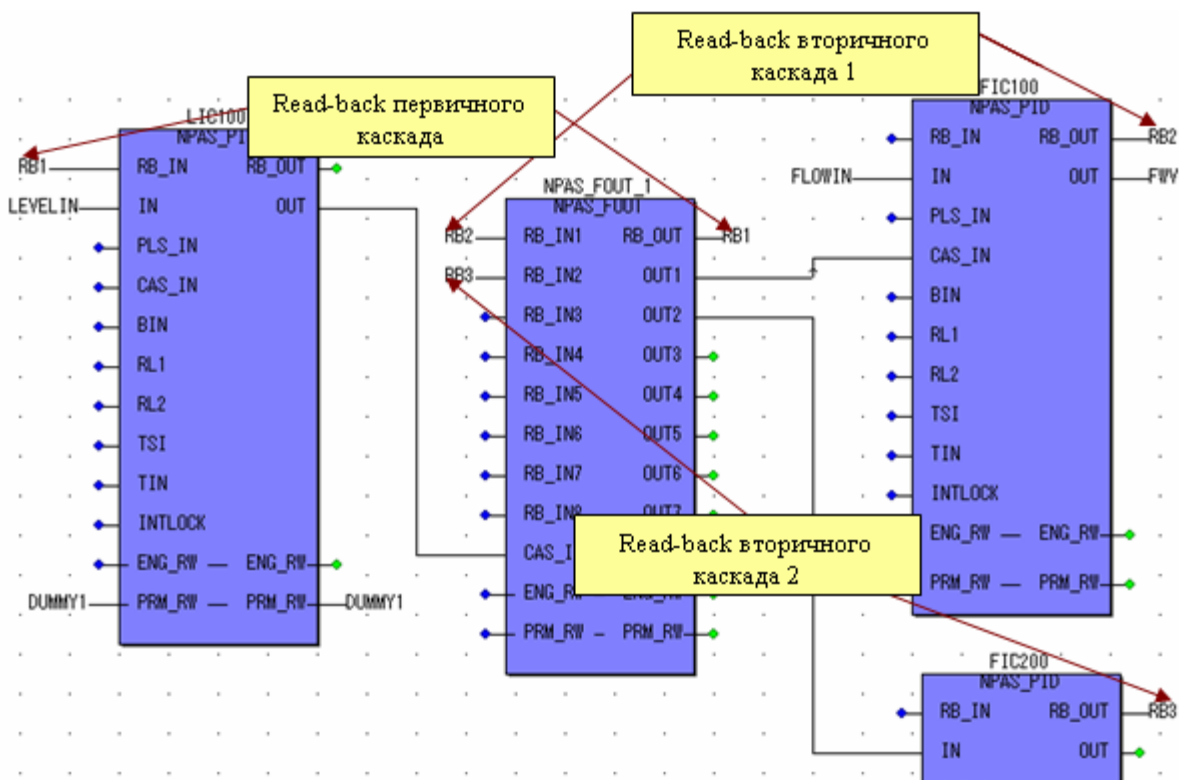 Read-back вторичного
каскада 1
Read-back первичного
каскада
LIC100
NPAS_PI
RB1
RB_IN RB_OUT
LEVELIN
IN OUT
PLS_IN
CAS_IN
BIN
RL1
RL2
TSI
TIN
INTLOCK
ENG_RW — ENG_RW
DUMMY1
PRM_RW — PRM_RW
DUMMY1
NPAS_FOUT_1
NPAS_FOUT
RB2
RB_IN1 RB_OUT
RB1
RB3
RB_IN2 OUT1
RB_IN3 OUT2
RB_IN4 OUT3
RB_IN5 OUT4
RB_IN6 OUT5
RB_IN7 OUT6
RB_IN8 OUT7
CAS_I
ENG_RW
PRM_RW — PRM_RW
Read-back вторичного
каскада 2
FIC100
NPAS_PID
RB_IN RB_OUT
RB2
FLOWIN
IN OUT
FWY
PLS_IN
CAS_IN
BIN
RL1
RL2
TSI
TIN
INTLOCK
ENG_RW — ENG_RW
PRM_RW — PRM_RW
FIC200
NPAS_PID
RB_IN RB_OUT
RB3
IN OUT